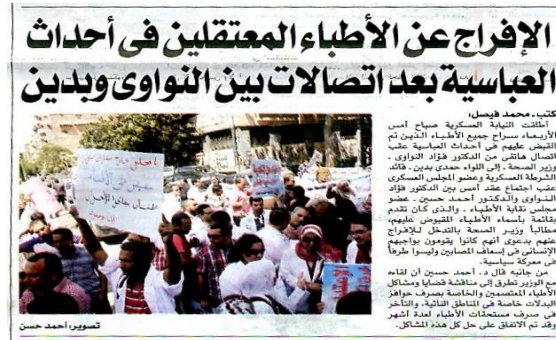 الإفراج عن الأطباء المعتقلين فى أحداث
العباسية بعد اتصالات بين النواوى وبدين
كتب ـ محمد فيصل:
أطلقت النيابة العسكرية صباح أمس
الأربعاء سراح جميع الأطباء الذين تم
القبض عليهم فى أحداث العباسية عقب
اتصال هاتفى من الدكتور فؤاد النواوى ـ
وزير الصحة ـ إلى اللواء حمدى بدين ـ قائد
الشرطة العسكرية وعضو المجلس العسكرى
عقب اجتماع عقد أمس بين الدكتور فؤاد
النواوى والدكتور أحمد حسين ـ عضو
مجلس نقابة الأطباء ـ والذى كان تقدم
بقائمة بأسماء الأطباء المقبوض عليهم،
مطالباً وزير الصحة بالتدخل للإفراج
عنهم بدعوى أنهم كانوا يقومون بواجبهم
الإنسانى فى إسعاف المصابين وليسوا طرفاً
فى معركة سياسية.
من جانبه قال د. أحمد حسين أن لقاءه
مع الوزير تطرق إلى مناقشة قضايا ومشاكل
الأطباء المعتصمين والخاصة بصرف حوافز
البدلات خاصة فى المناطق النائية، والتأخر
فى صرف مستحقات الأطباء لعدة أشهر
وقد تم الاتفاق على حل كل هذه المشاكل.
تصوير: أحمد حسن